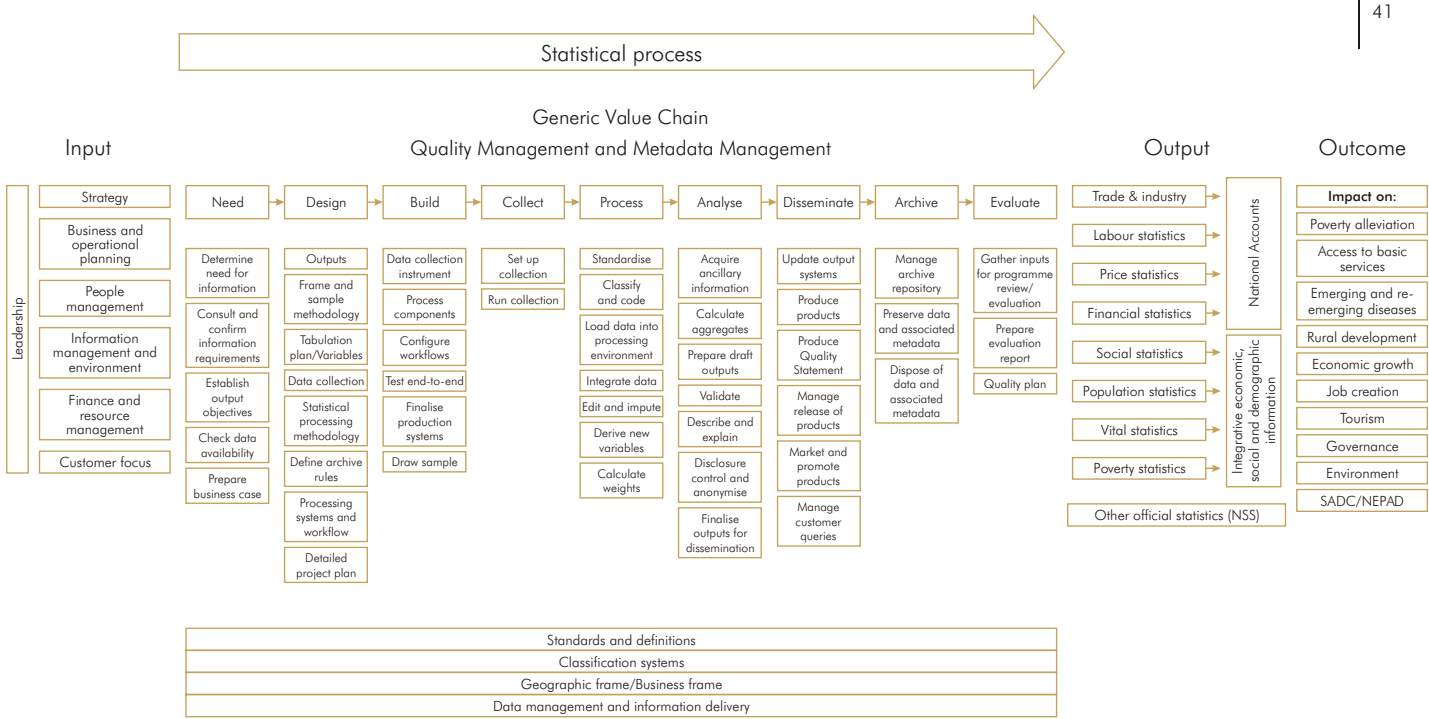 41
Statistical process
Generic Value Chain
Quality Management and Metadata Management
Input
Leadership
Strategy
Business and
operational
planning
People
management
Information
management and
environment
Finance and
resource
management
Customer focus
Need
Determine
need for
information
Consult and
confirm
information
requirements
Establish
output
objectives
Check data
availability
Prepare
business case
Design
Outputs
Frame and
sample
methodology
Tabulation
plan/Variables
Data collection
Statistical
processing
methodology
Define archive
rules
Processing
systems and
workflow
Detailed
project plan
Build
Data collection
instrument
Process
components
Configure
workflows
Test end-to-end
Finalise
production
systems
Draw sample
Collect
Set up
collection
Run collection
Process
Standardise
Classify
and code
Load data into
processing
environment
Integrate data
Edit and impute
Derive new
variables
Calculate
weights
Analyse
Acquire
ancillary
information
Calculate
aggregates
Prepare draft
outputs
Validate
Describe and
explain
Disclosure
control and
anonymise
Finalise
outputs for
dissemination
Disseminate
Update output
systems
Produce
products
Produce
Quality
Statement
Manage
release of
products
Market and
promote
products
Manage
customer
queries
Archive
Manage
archive
repository
Preserve data
and associated
metadata
Dispose of
data and
associated
metadata
Evaluate
Gather inputs
for programme
review/
evaluation
Prepare
evaluation
report
Quality plan
Standards and definitions
Classification systems
Geographic frame/Business frame
Data management and information delivery
Output
Trade & industry
Labour statistics
Price statistics
Financial statistics
Social statistics
Population statistics
Vital statistics
Poverty statistics
National Accounts
Integrative economic,
social and demographic
information
Other official statistics (NSS)
Outcome
Impact on:
Poverty alleviation
Access to basic
services
Emerging and re-
emerging diseases
Rural development
Economic growth
Job creation
Tourism
Governance
Environment
SADC/NEPAD